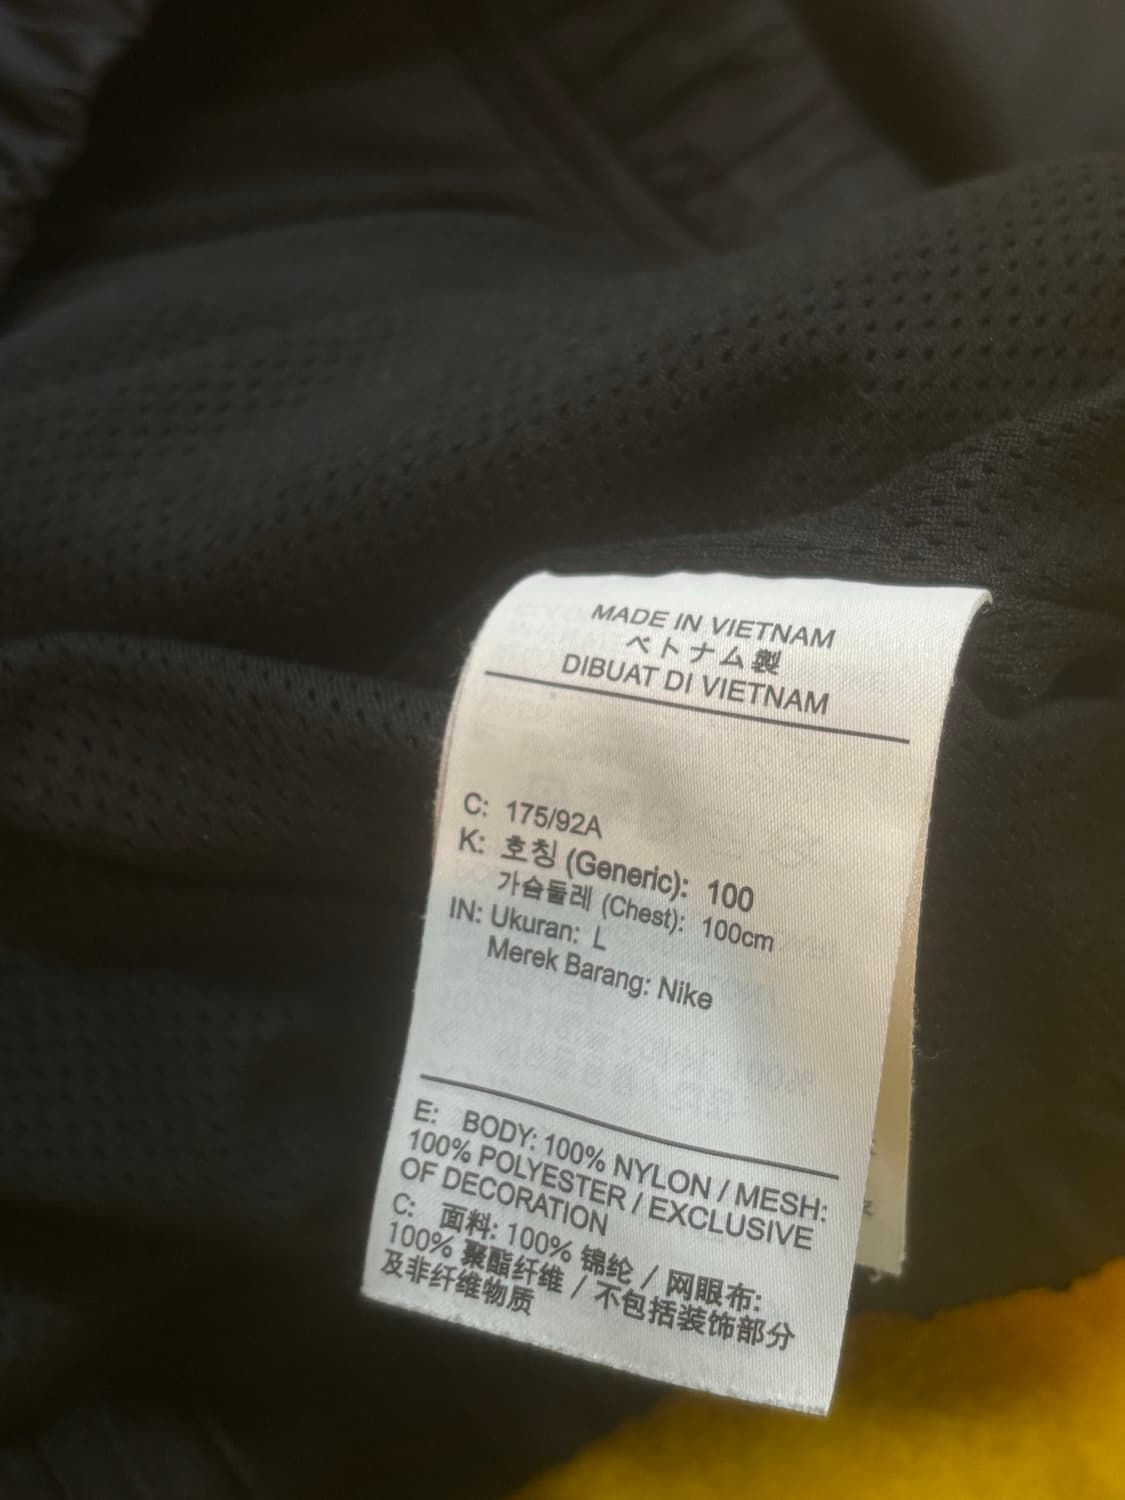 MADE IN VIETNAM
ベトナム製
DIBUAT DI VIETNAM
C: 175/92A
K: 호칭 (Generic): 100
가슴둘레 (Chest): 100cm
IN: Ukuran: L
Merek Barang: Nike
E: BODY: 100% NYLON / MESH:
100% POLYESTER / EXCLUSIVE
OF DECORATION
C: 面料: 100% 锦纶 / 网眼布:
100% 聚酯纤维 / 不包括装饰部分
及非纤维物质